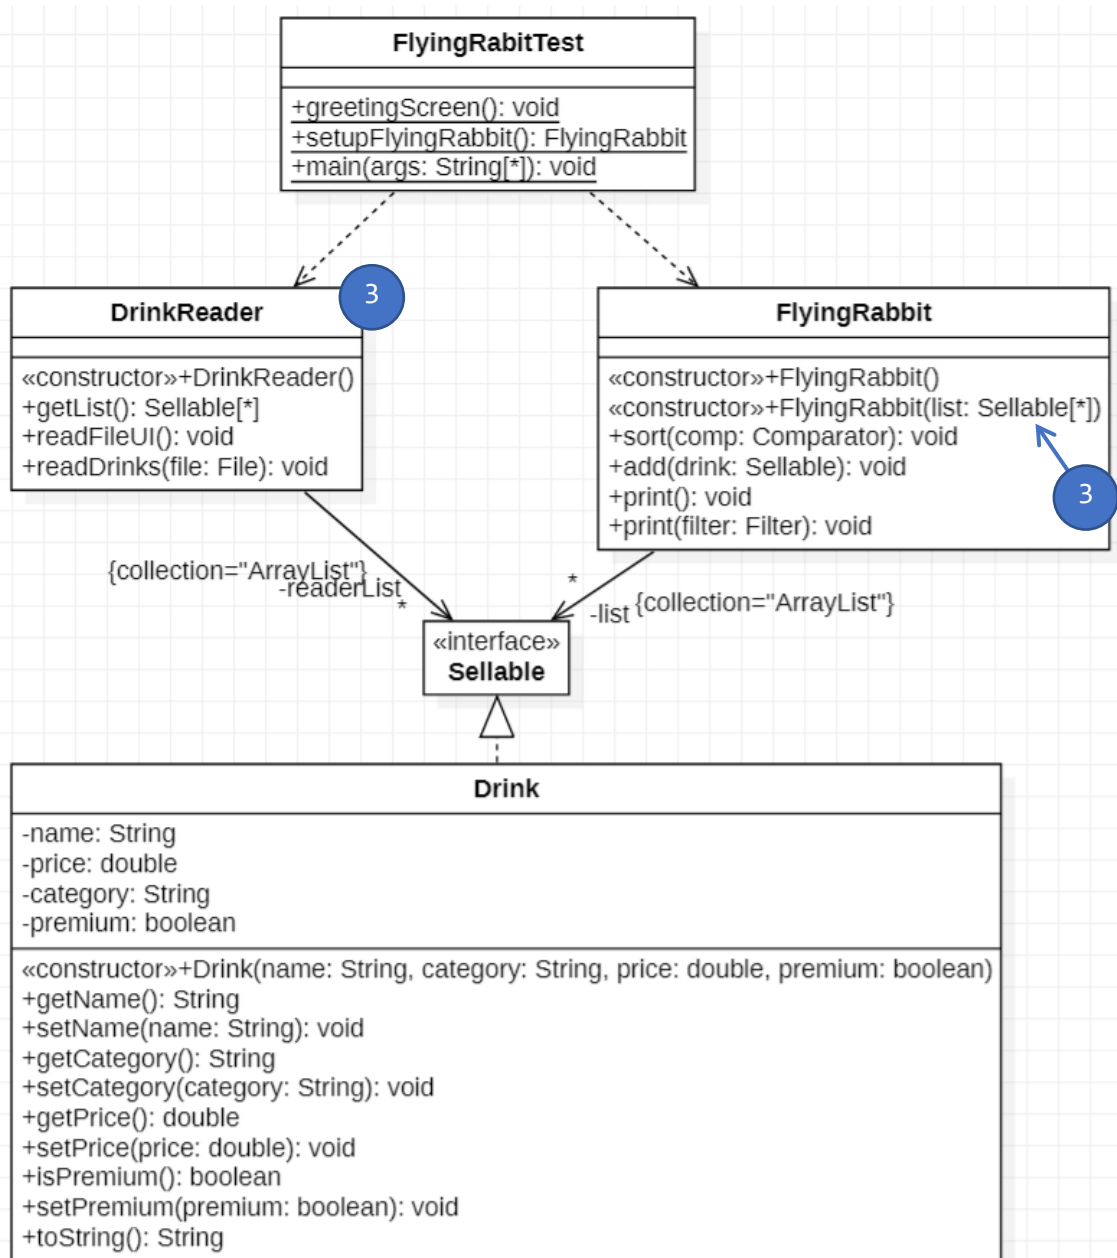 FlyingRabitTest
+greetingScreen(): void
+setupFlyingRabbit(): FlyingRabbit
+main(args: String[*]): void
DrinkReader
3
«constructor»+DrinkReader()
+getList(): Sellable[*]
+readFileUI(): void
+readDrinks(file: File): void
FlyingRabbit
«constructor»+FlyingRabbit()
«constructor»+FlyingRabbit(list: Sellable[*])
+sort(comp: Comparator): void
+add(drink: Sellable): void
+print(): void
+print(filter: Filter): void
3
{collection="ArrayList"}
-readerList
*
*
-list
{collection="ArrayList"}
«interface»
Sellable
Drink
-name: String
-price: double
-category: String
-premium: boolean
«constructor»+Drink(name: String, category: String, price: double, premium: boolean)
+getName(): String
+setName(name: String): void
+getCategory(): String
+setCategory(category: String): void
+getPrice(): double
+setPrice(price: double): void
+isPremium(): boolean
+setPremium(premium: boolean): void
+toString(): String